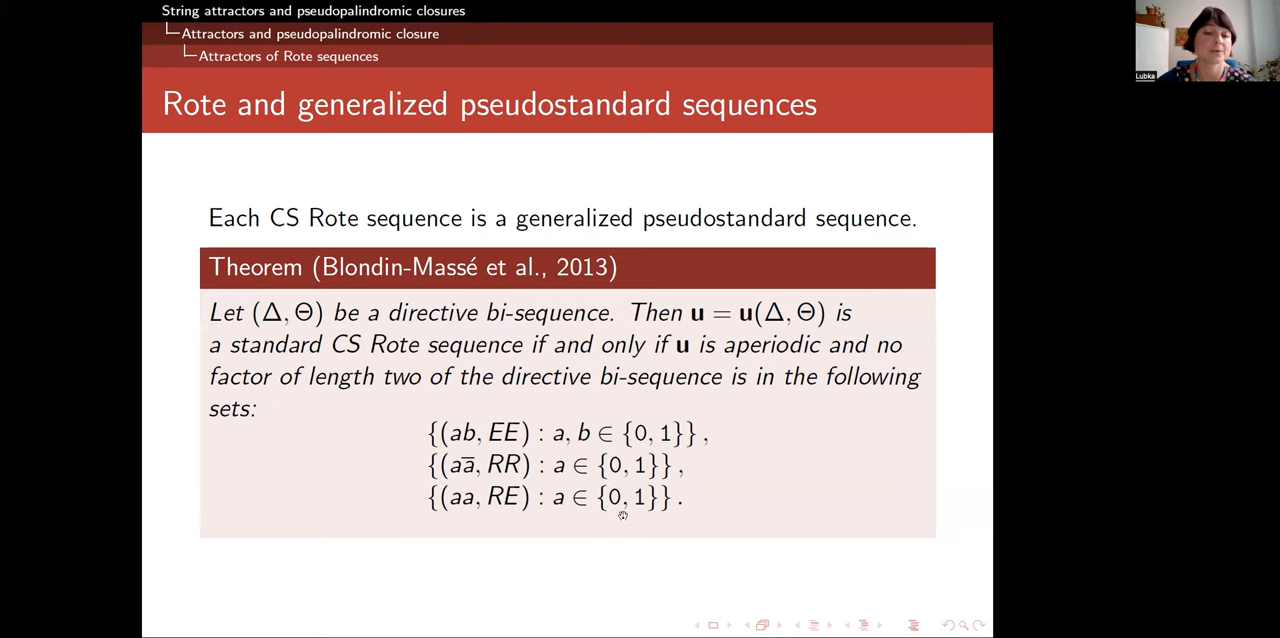 String attractors and pseudopalindromic closures
Attractors and pseudopalindromic closure
Attractors of Rote sequences
Rote and generalized pseudostandard sequences
Each CS Rote sequence is a generalized pseudostandard sequence.
Theorem (Blondin-Massé et al., 2013)
Let (Δ, Θ) be a directive bi-sequence. Then u = u(Δ, Θ) is
a standard CS Rote sequence if and only if u is aperiodic and no
factor of length two of the directive bi-sequence is in the following
sets:
{(ab, EE) : a, b ∈ {0, 1}} ,
{(aa̅, RR) : a ∈ {0, 1}} ,
{(aa, RE) : a ∈ {0, 1}} .
Lubka